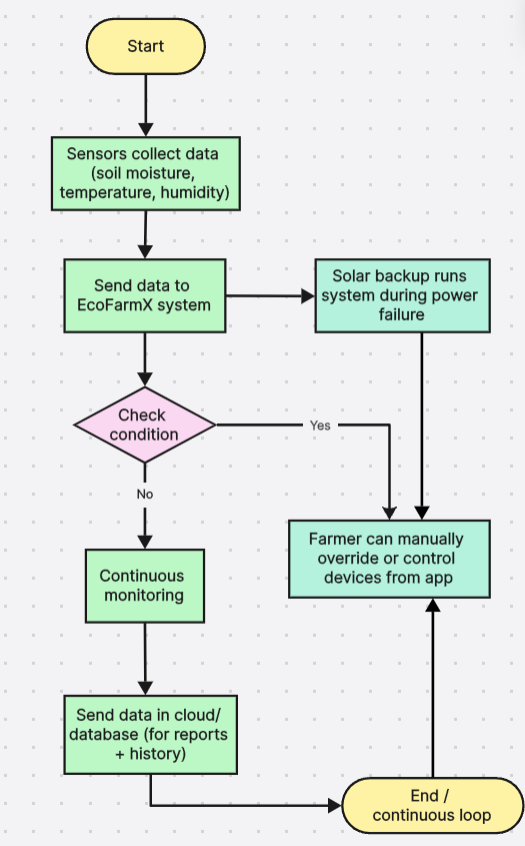 Start
Sensors collect data
(soil moisture,
temperature, humidity)
Send data to
EcoFarmX system
Solar backup runs
system during power
failure
Check
condition
Yes
No
Farmer can manually
override or control
devices from app
Continuous
monitoring
Send data in cloud/
database (for reports
+ history)
End /
continuous loop